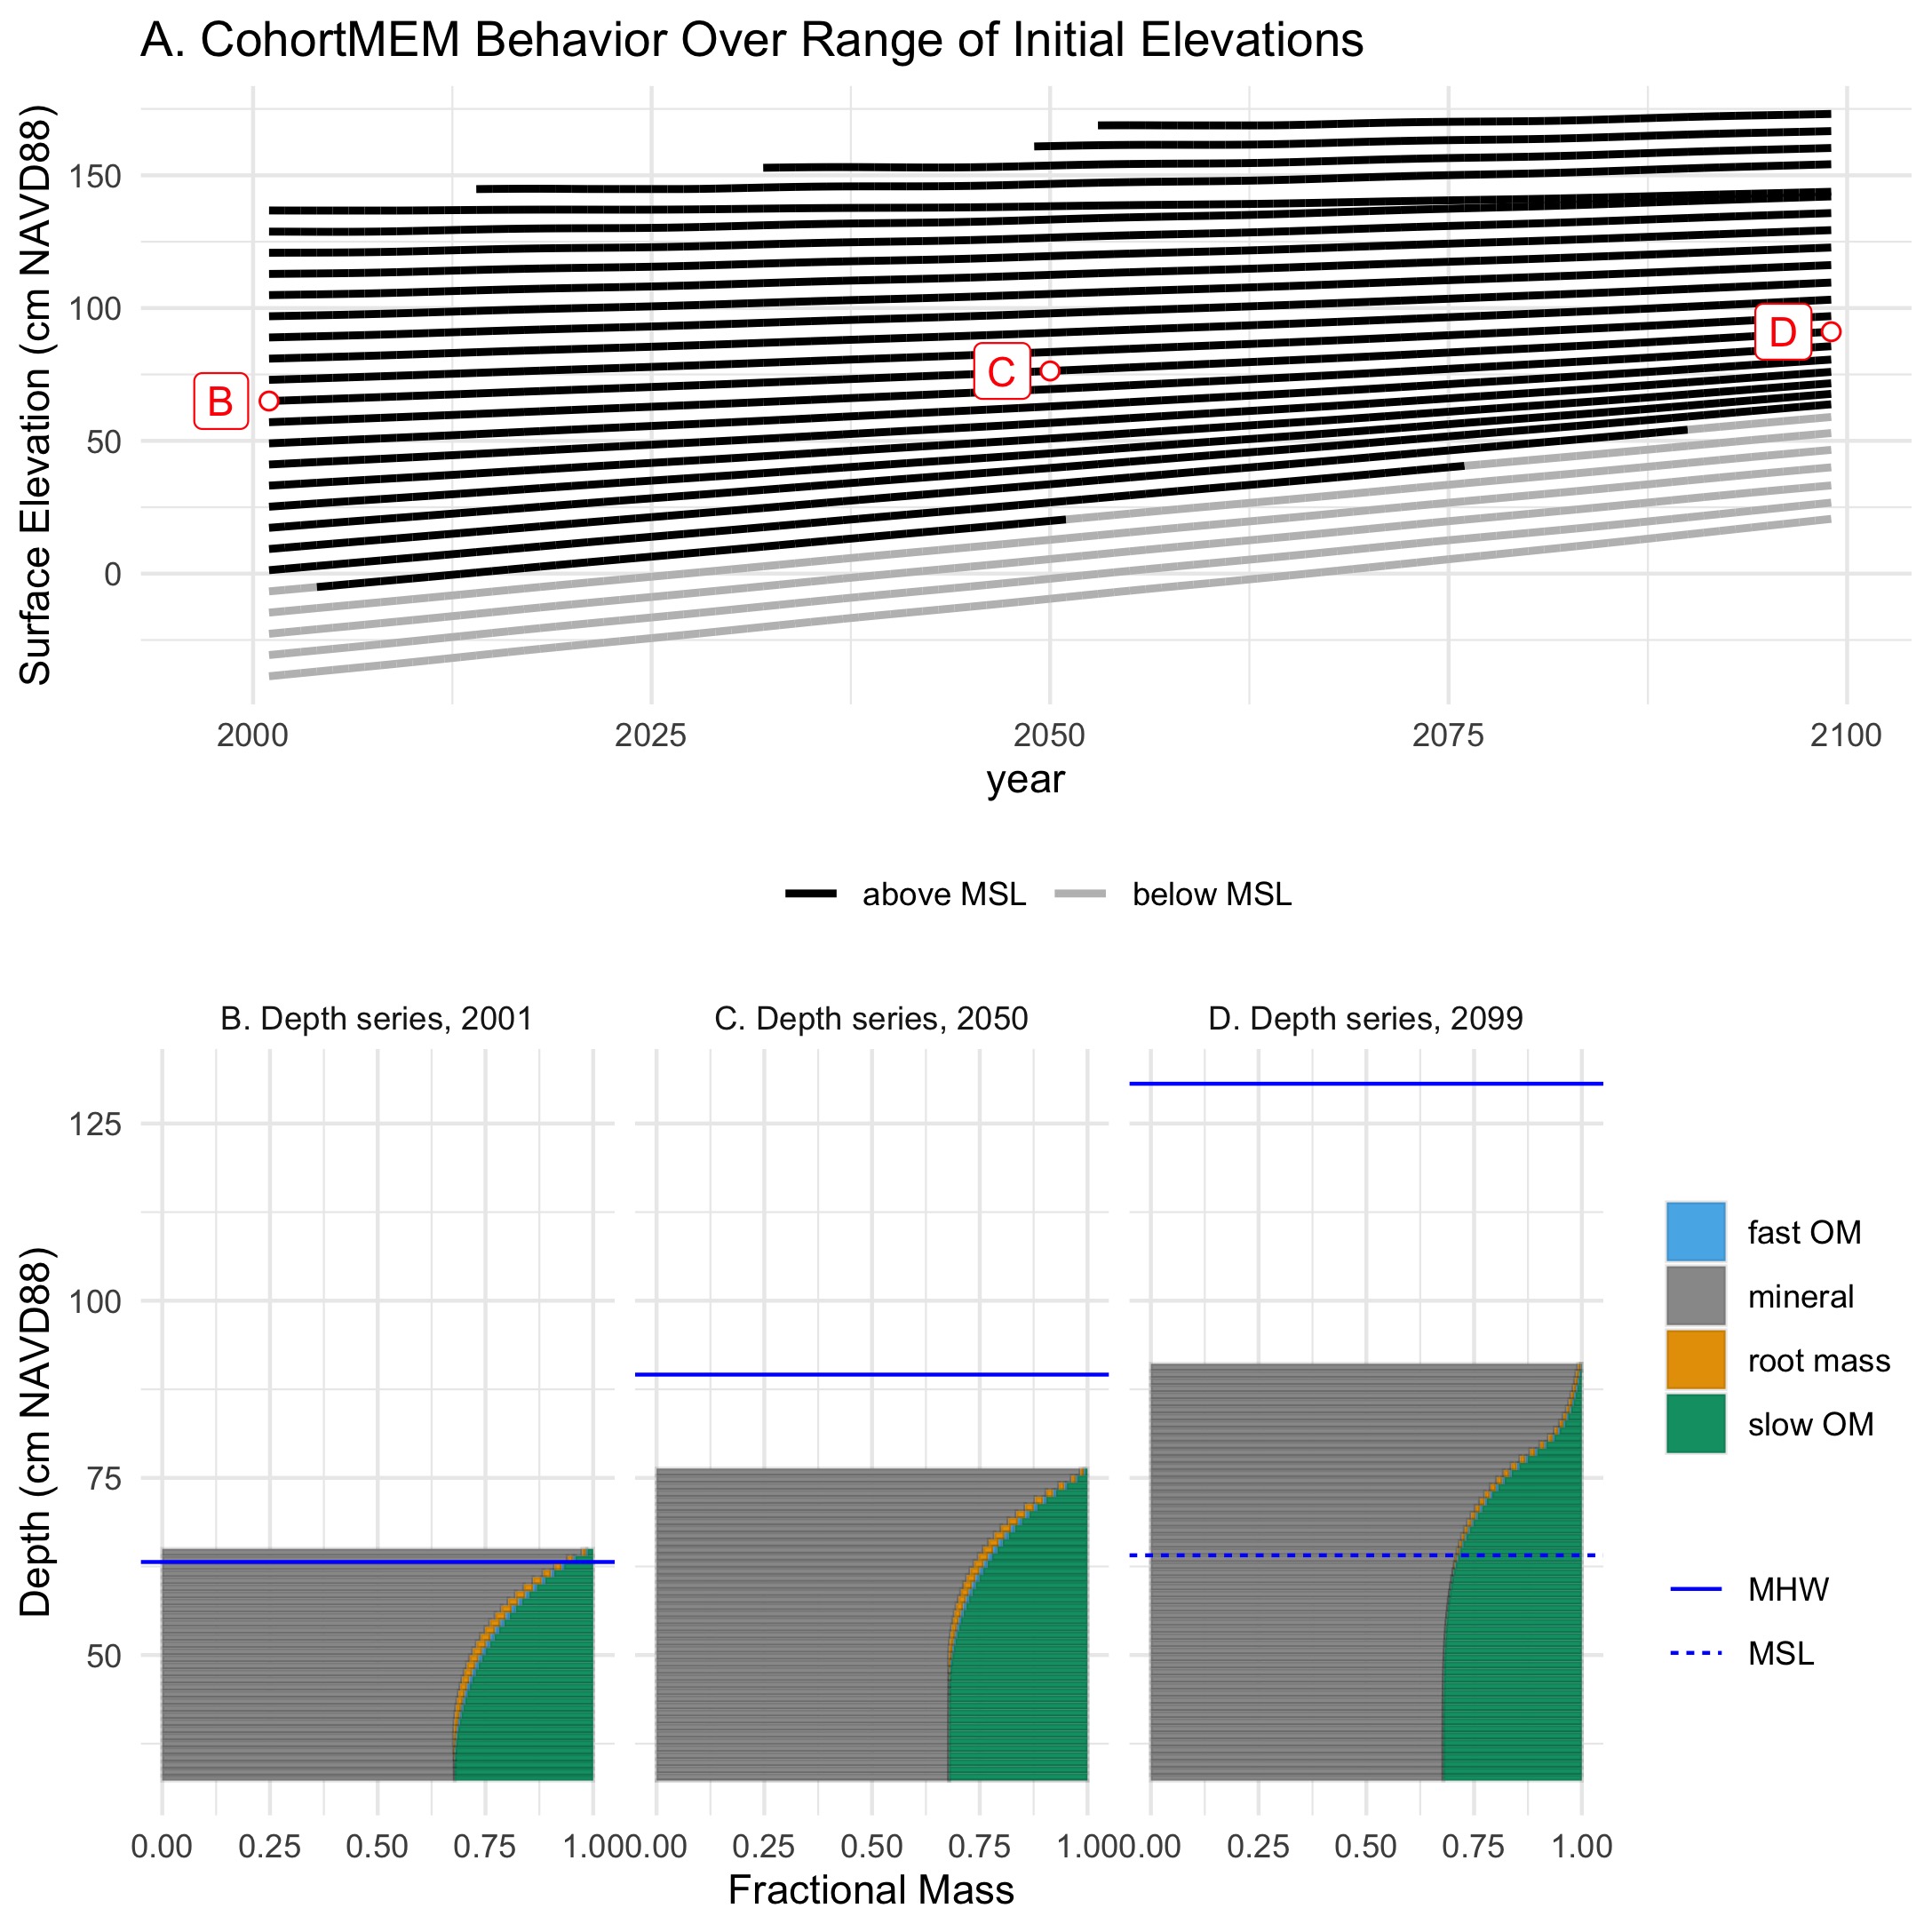 A. CohortMEM Behavior Over Range of Initial Elevations
Surface Elevation (cm NAVD88)
150
100
50
0
B
C
D
2000 2025 2050 2075 2100
year
above MSL below MSL
B. Depth series, 2001 C. Depth series, 2050 D. Depth series, 2099
Depth (cm NAVD88)
125
100
75
50
0.00 0.25 0.50 0.75 1.00 0.00 0.25 0.50 0.75 1.00 0.00 0.25 0.50 0.75 1.00
Fractional Mass
fast OM
mineral
root mass
slow OM
MHW
MSL